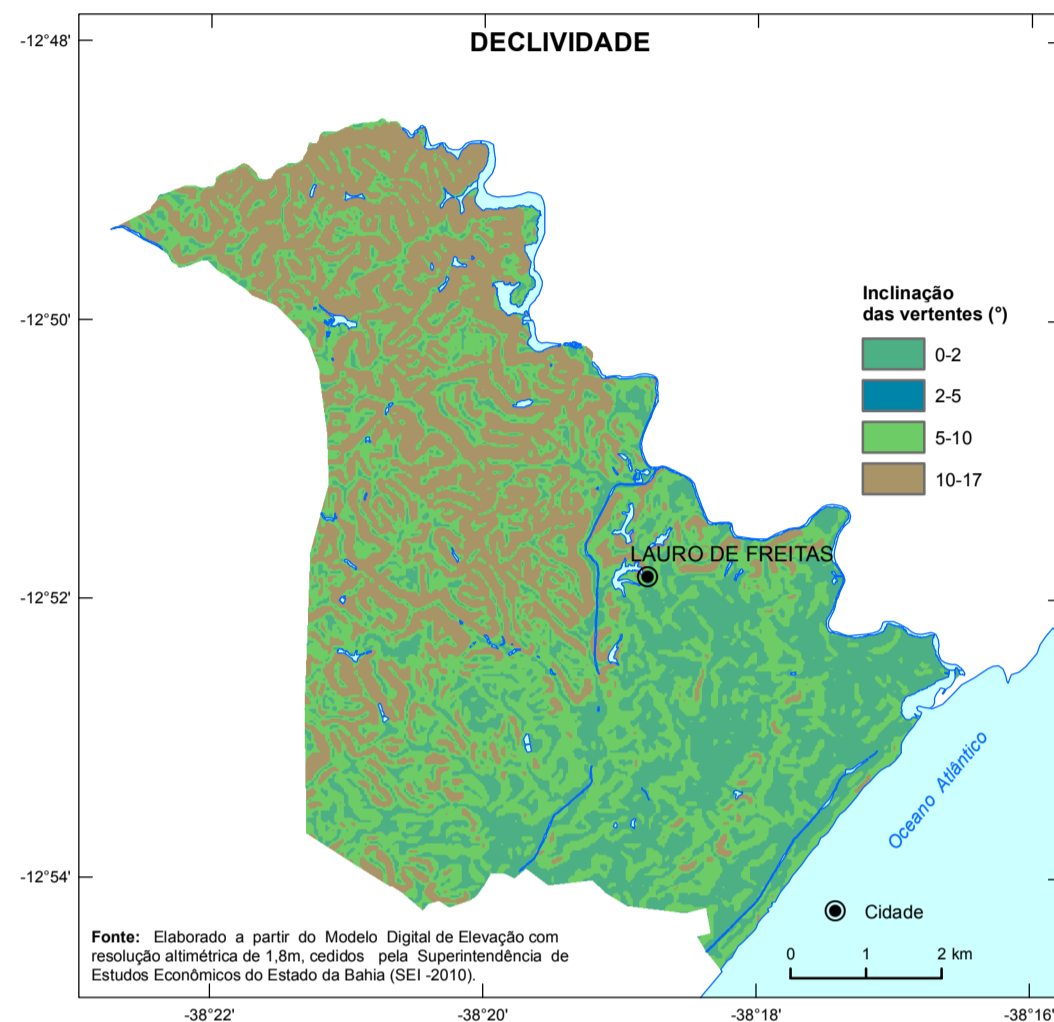 DECLIVIDADE
-12°48'
-12°50'
-12°52'
-12°54'
Inclinação
das vertentes (°)
0-2
2-5
5-10
10-17
LAURO DE FREITAS
Oceano Atlântico
Cidade
0 1 2 km
Fonte: Elaborado a partir do Modelo Digital de Elevação com
resolução altimétrica de 1,8m, cedidos pela Superintendência de
Estudos Econômicos do Estado da Bahia (SEI -2010).
-38°22' -38°20' -38°18' -38°16'